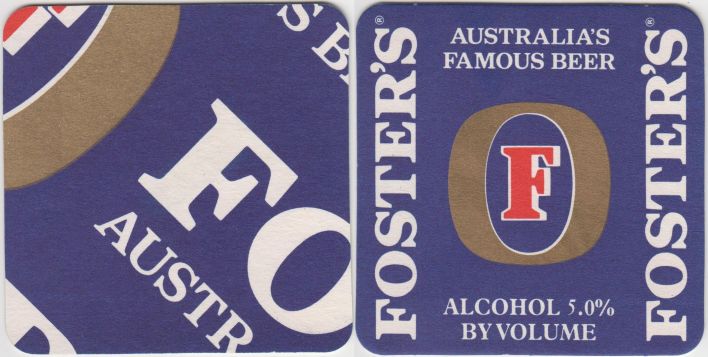 S B
FO
AUSTR
FOSTER'S®
AUSTRALIA'S
FAMOUS BEER
F
ALCOHOL 5.0%
BY VOLUME
FOSTER'S®